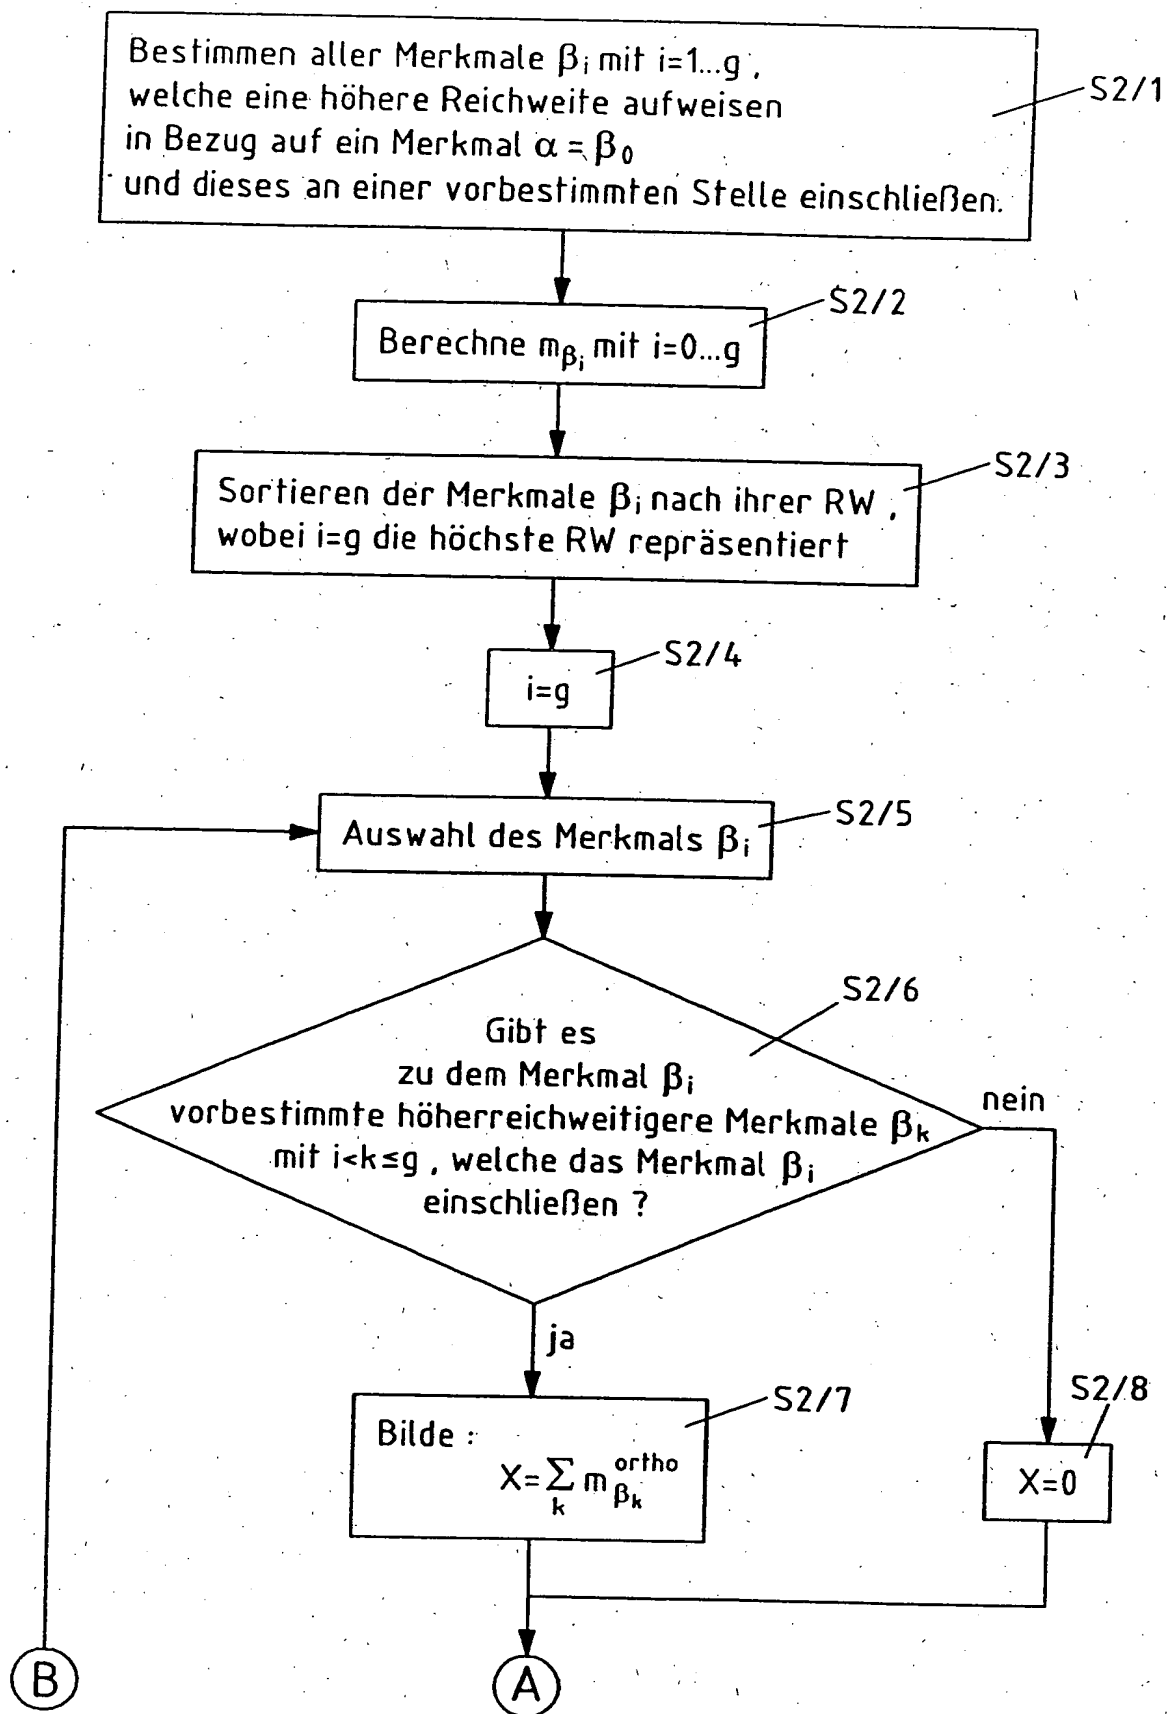 Bestimmen aller Merkmale βi mit i=1...g,
welche eine höhere Reichweite aufweisen
in Bezug auf ein Merkmal α = β0
und dieses an einer vorbestimmten Stelle einschließen.
S2/1
S2/2
Berechne mβi mit i=0...g
S2/3
Sortieren der Merkmale βi nach ihrer RW,
wobei i=g die höchste RW repräsentiert
S2/4
i=g
S2/5
Auswahl des Merkmals βi
S2/6
Gibt es
zu dem Merkmal βi
vorbestimmte höherreichweitigere Merkmale βk
mit i<k≤g , welche das Merkmal βi
einschließen ?
nein
ja
S2/7
Bilde :
X=∑k mβk^ortho
S2/8
X=0
B
A